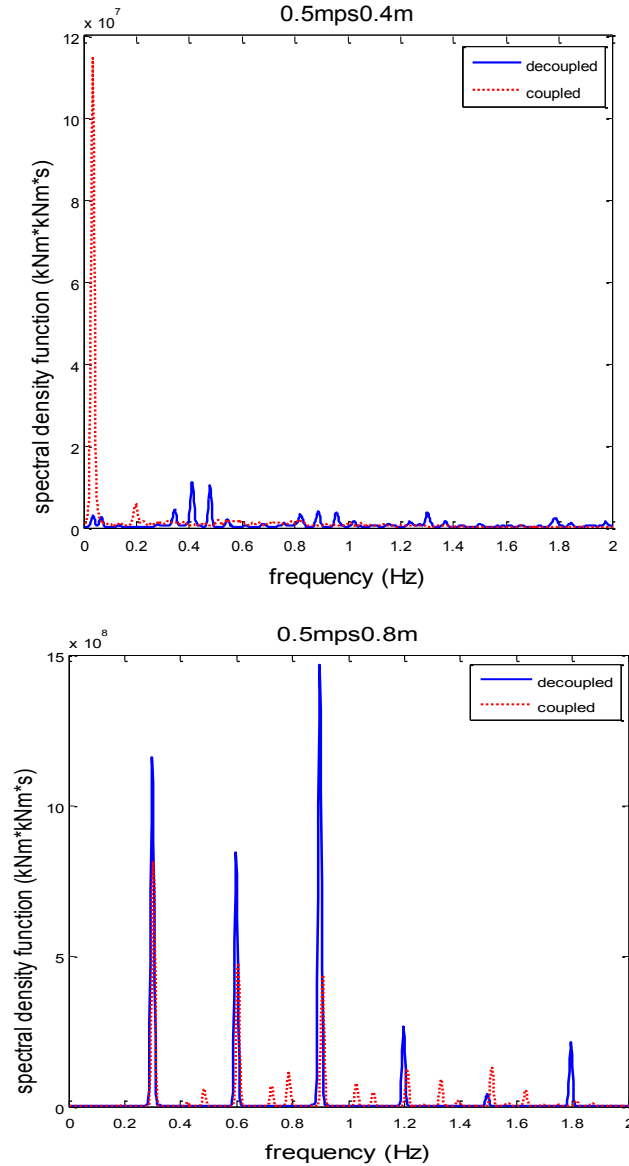 0.5mps0.4m
x 10^7
12
10
8
6
4
2
0
spectral density function (kNm*kNm*s)
decoupled
coupled
0 0.2 0.4 0.6 0.8 1 1.2 1.4 1.6 1.8 2
frequency (Hz)
0.5mps0.8m
x 10^8
15
10
5
0
spectral density function (kNm*kNm*s)
decoupled
coupled
0 0.2 0.4 0.6 0.8 1 1.2 1.4 1.6 1.8 2
frequency (Hz)